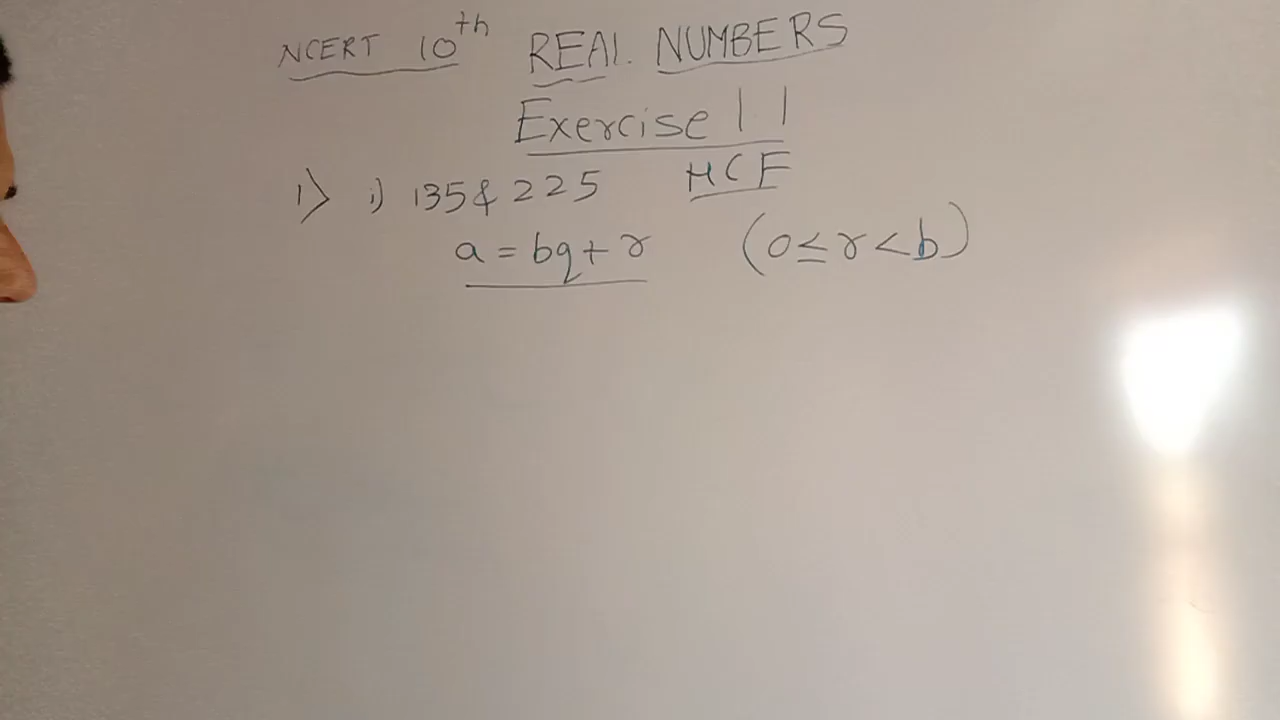 NCERT 10th REAL NUMBERS
Exercise 1 1
1) i) 135 & 225 HCF
a = bq + r (0 ≤ r < b)